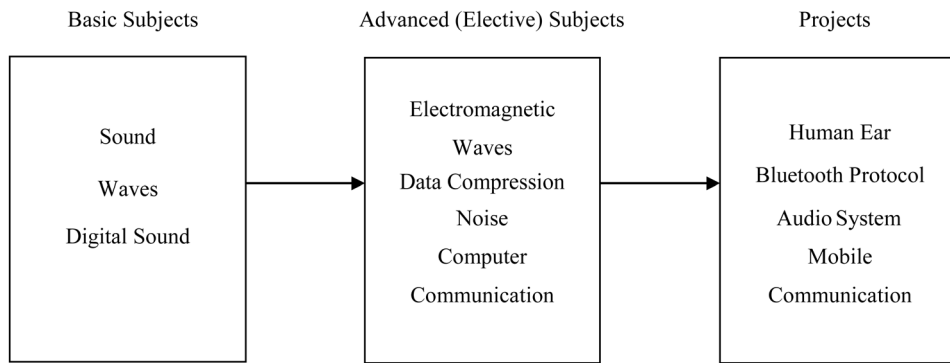 Basic Subjects
Advanced (Elective) Subjects
Projects
Sound
Waves
Digital Sound
Electromagnetic
Waves
Data Compression
Noise
Computer
Communication
Human Ear
Bluetooth Protocol
Audio System
Mobile
Communication